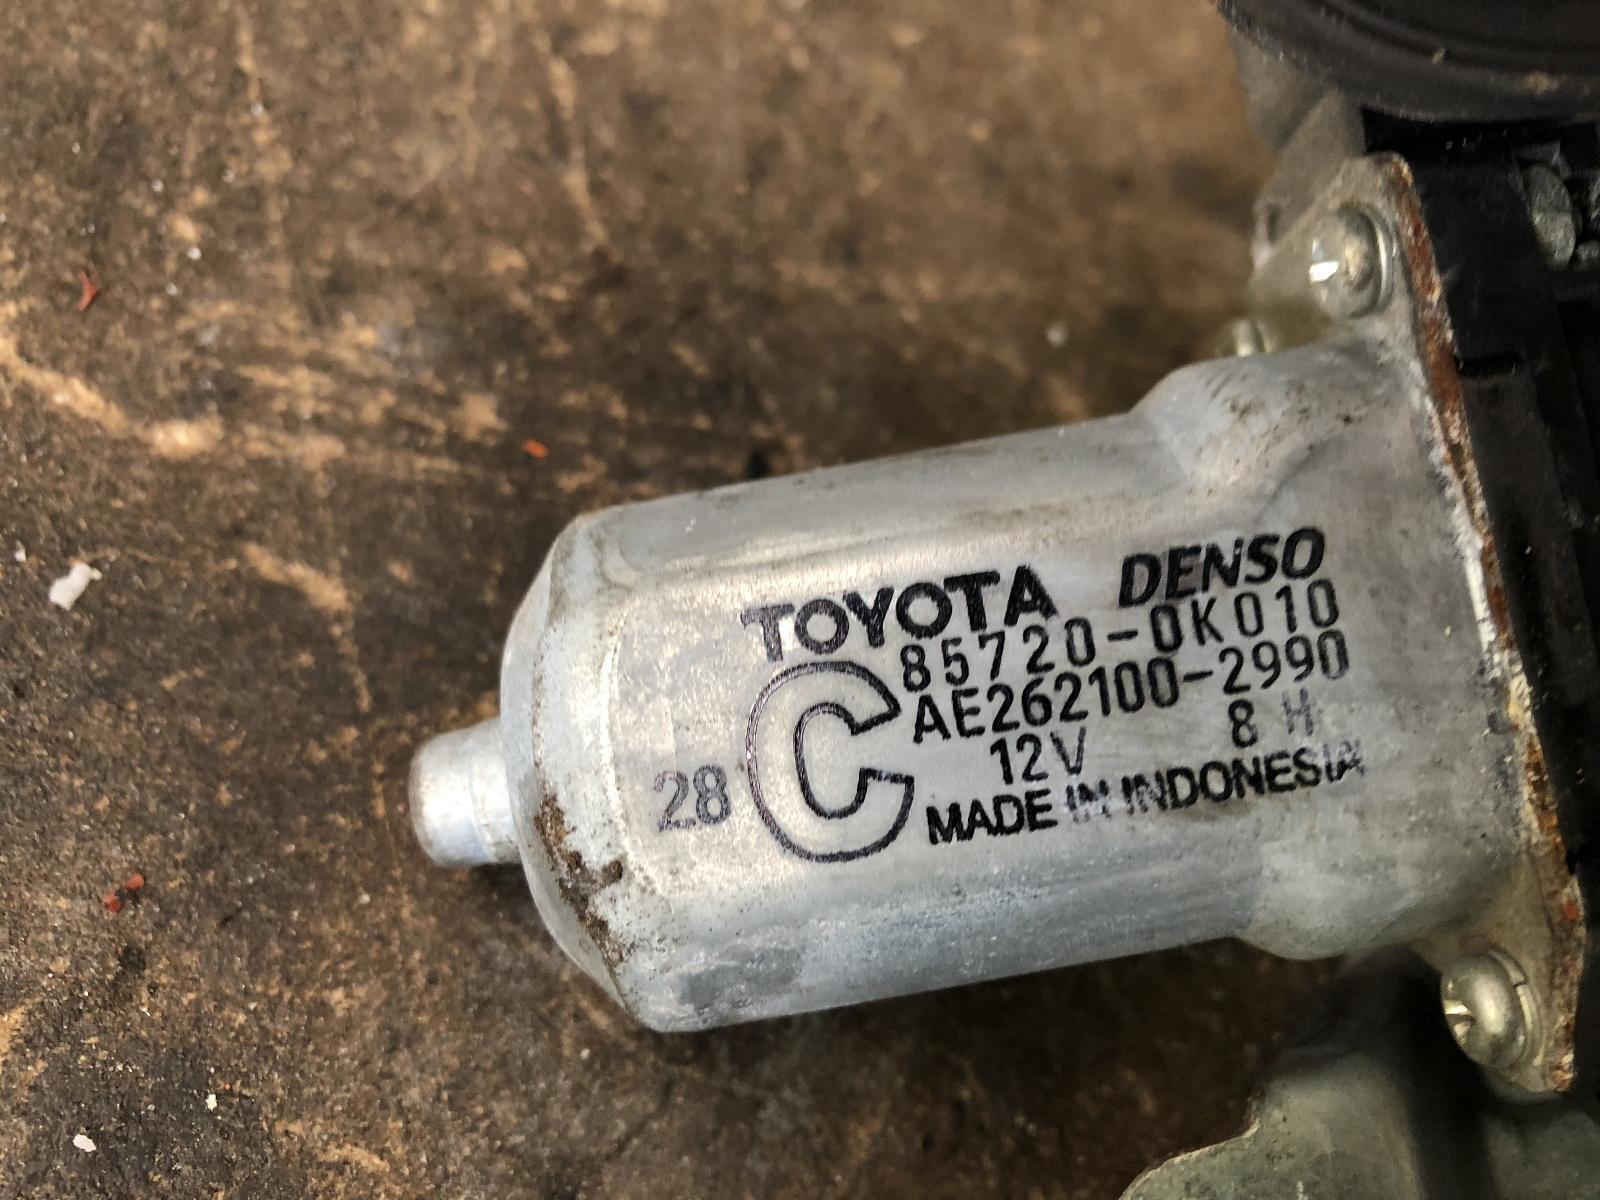 TOYOTA DENSO
85720-0K010
AE262100-2990
12V 8 H
28 C
MADE IN INDONESIA